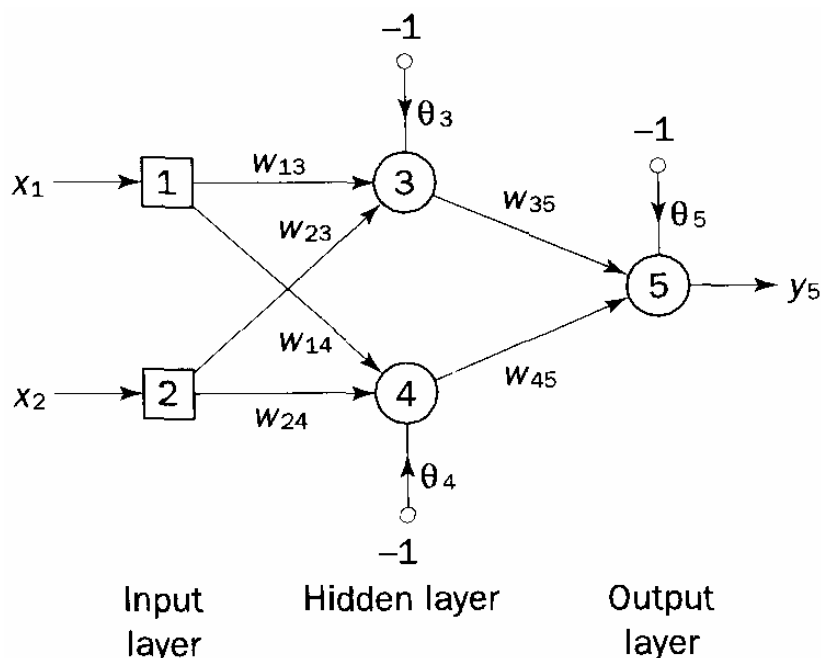 –1
θ3
–1
x1
1
w13
3
w35
θ5
w23
5
y5
w14
x2
2
w24
4
w45
θ4
–1
Input layer
Hidden layer
Output layer